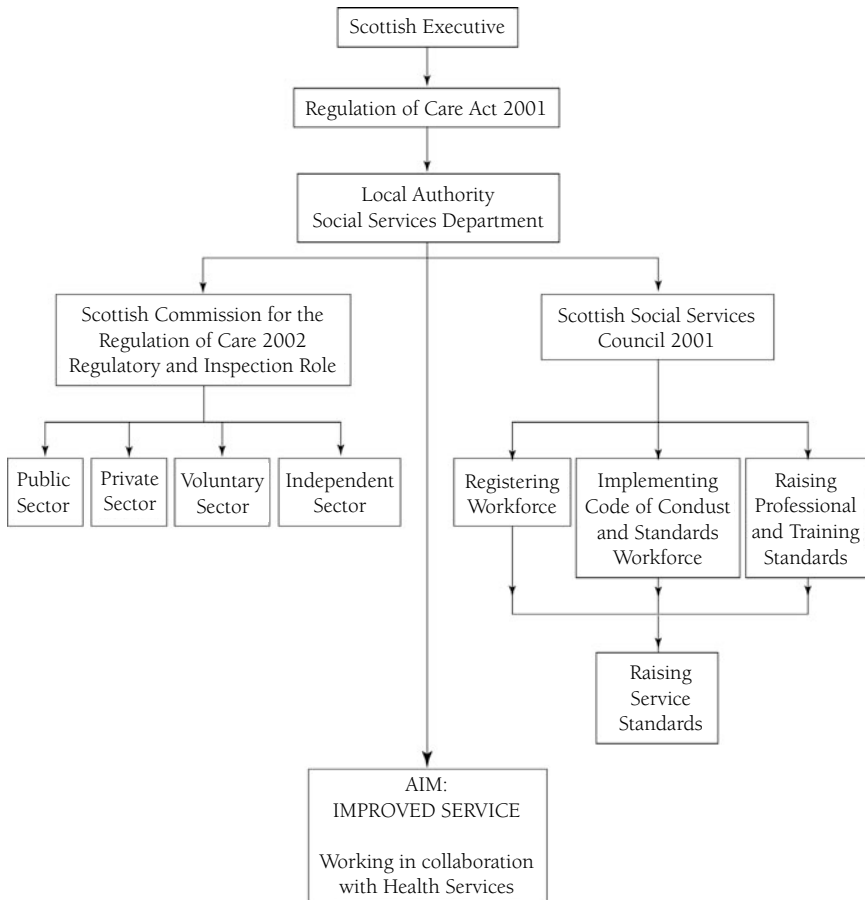 Scottish Executive
Regulation of Care Act 2001
Local Authority
Social Services Department
Scottish Commission for the
Regulation of Care 2002
Regulatory and Inspection Role
Scottish Social Services
Council 2001
Public
Sector
Private
Sector
Voluntary
Sector
Independent
Sector
Registering
Workforce
Implementing
Code of Condust
and Standards
Workforce
Raising
Professional
and Training
Standards
Raising
Service
Standards
AIM:
IMPROVED SERVICE
Working in collaboration
with Health Services